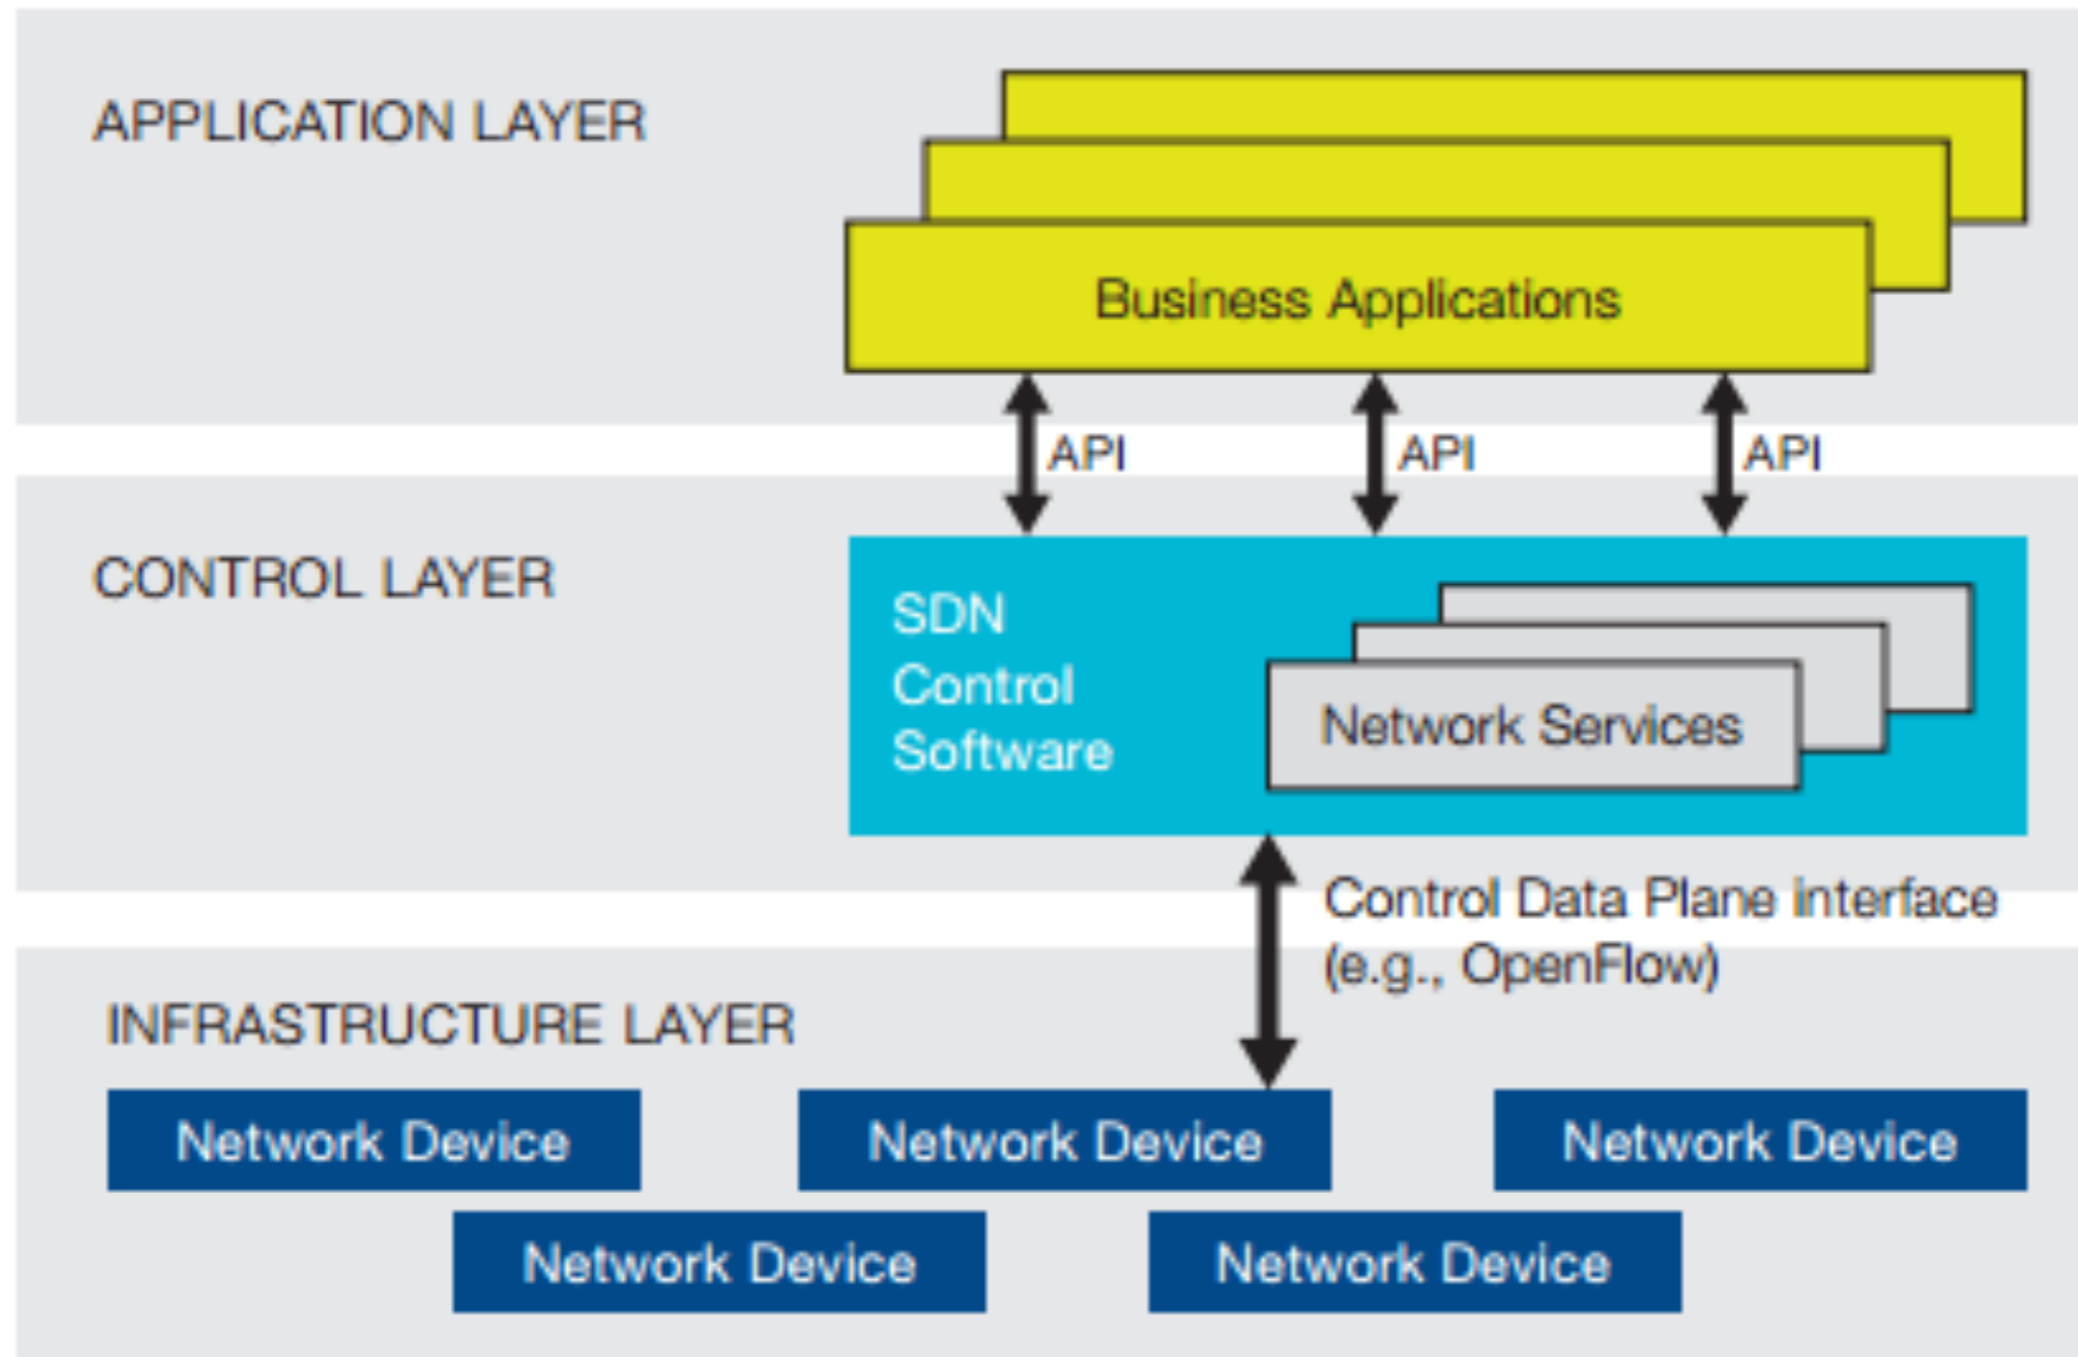 APPLICATION LAYER
Business Applications
API API API
CONTROL LAYER
SDN
Control
Software
Network Services
Control Data Plane interface
(e.g., OpenFlow)
INFRASTRUCTURE LAYER
Network Device Network Device Network Device
Network Device Network Device